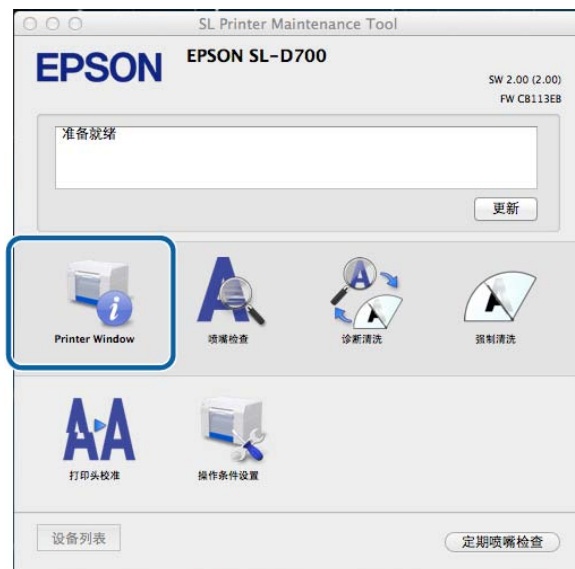 SL Printer Maintenance Tool
EPSON
EPSON SL-D700
SW 2.00 (2.00)
FW CB113EB
准备就绪
更新
Printer Window
喷嘴检查
诊断清洗
强制清洗
打印头校准
操作条件设置
设备列表
定期喷嘴检查